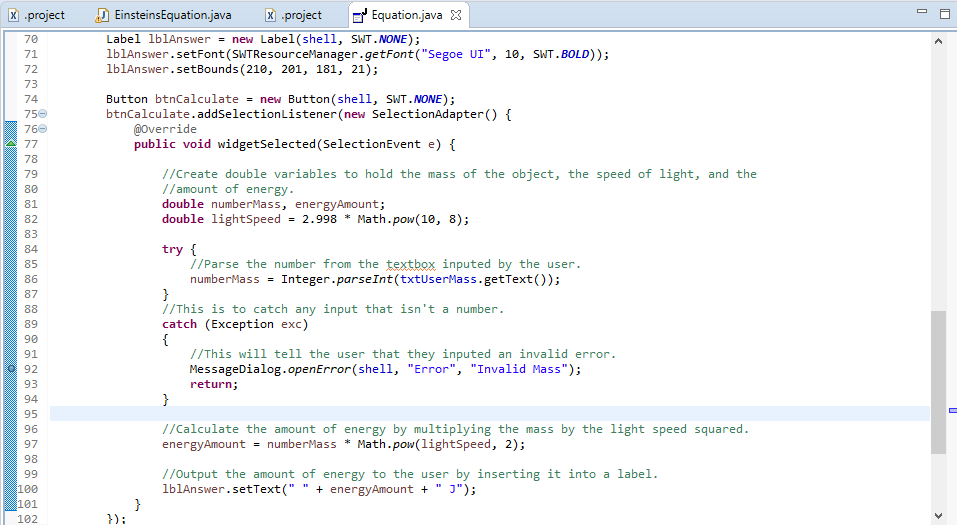 .project EinsteinsEquation.java .project Equation.java
70 Label lblAnswer = new Label(shell, SWT.NONE);
71 lblAnswer.setFont(SWTResourceManager.getFont("Segoe UI", 10, SWT.BOLD));
72 lblAnswer.setBounds(210, 201, 181, 21);
73
74 Button btnCalculate = new Button(shell, SWT.NONE);
75 btnCalculate.addSelectionListener(new SelectionAdapter() {
76 @Override
77 public void widgetSelected(SelectionEvent e) {
78
79 //Create double variables to hold the mass of the object, the speed of light, and the
80 //amount of energy.
81 double numberMass, energyAmount;
82 double lightSpeed = 2.998 * Math.pow(10, 8);
83
84 try {
85 //Parse the number from the textbox inputed by the user.
86 numberMass = Integer.parseInt(txtUserMass.getText());
87 }
88 //This is to catch any input that isn't a number.
89 catch (Exception exc)
90 {
91 //This will tell the user that they inputed an invalid error.
92 MessageDialog.openError(shell, "Error", "Invalid Mass");
93 return;
94 }
95
96 //Calculate the amount of energy by multiplying the mass by the light speed squared.
97 energyAmount = numberMass * Math.pow(lightSpeed, 2);
98
99 //Output the amount of energy to the user by inserting it into a label.
100 lblAnswer.setText(" " + energyAmount + " J");
101 }
102 });